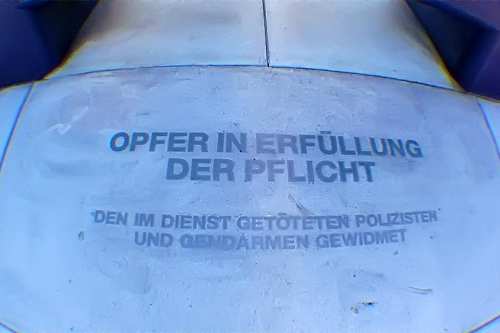 OPFER IN ERFÜLLUNG
DER PFLICHT
DEN IM DIENST GETÖTETEN POLIZISTEN
UND GENDARMEN GEWIDMET